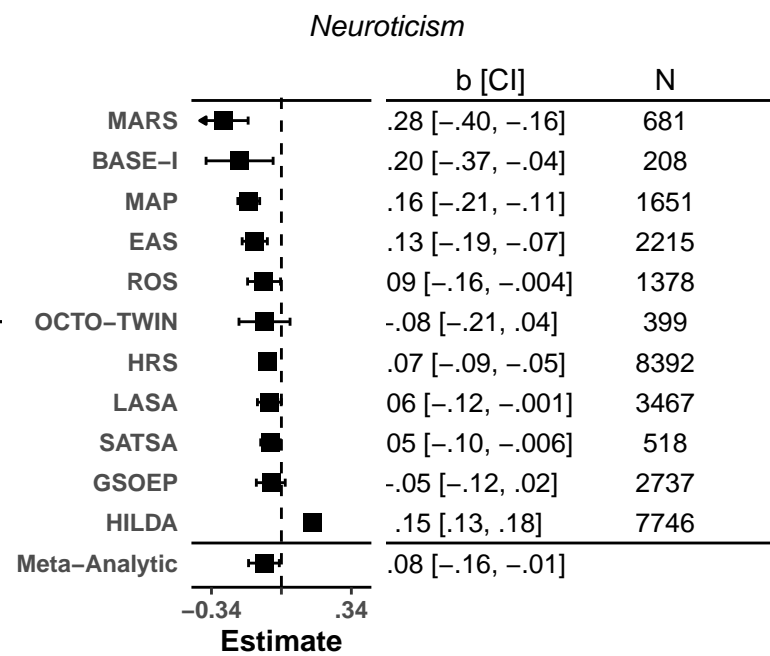 Neuroticism
b [CI] N
MARS .28 [−.40, −.16] 681
BASE−I .20 [−.37, −.04] 208
MAP .16 [−.21, −.11] 1651
EAS .13 [−.19, −.07] 2215
ROS 09 [−.16, −.004] 1378
OCTO−TWIN -.08 [−.21, .04] 399
HRS .07 [−.09, −.05] 8392
LASA 06 [−.12, −.001] 3467
SATSA 05 [−.10, −.006] 518
GSOEP -.05 [−.12, .02] 2737
HILDA .15 [.13, .18] 7746
Meta−Analytic .08 [−.16, −.01]
−0.34 .34
Estimate